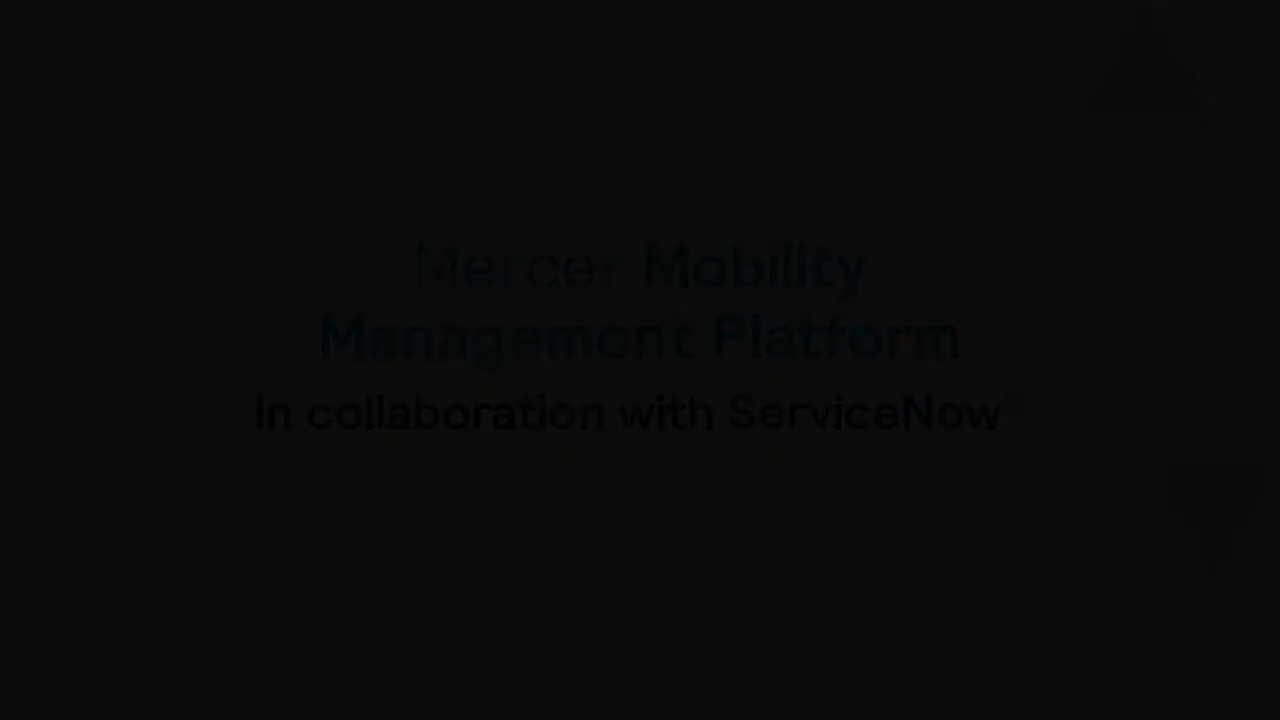 Mercer Mobility
Management Platform
In collaboration with ServiceNow